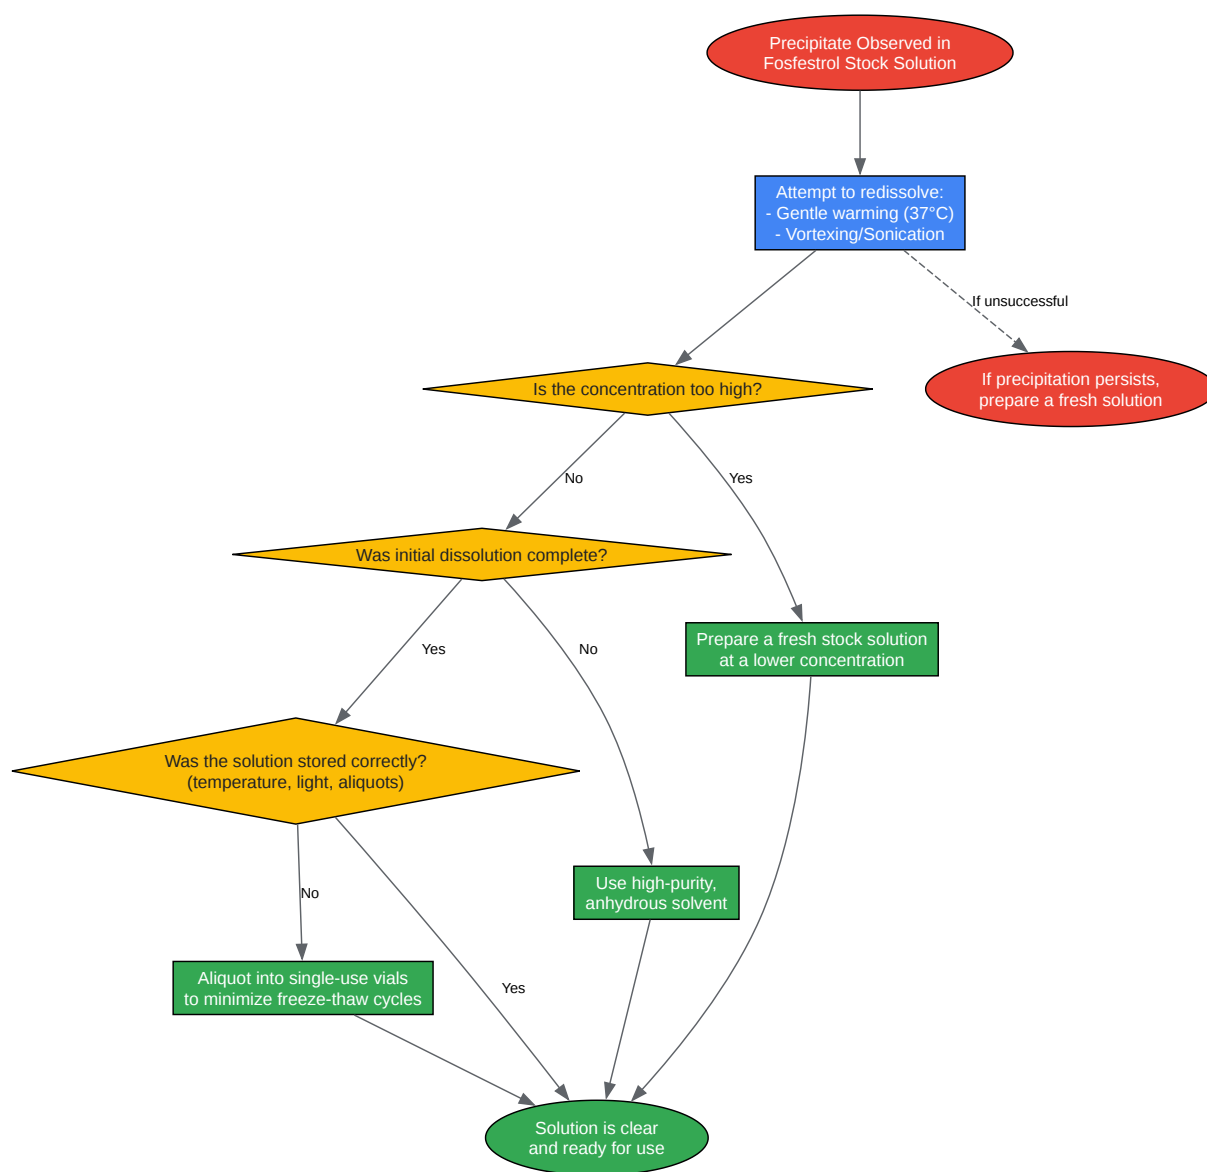 Precipitate Observed in
Fosfestrol Stock Solution
Attempt to redissolve:
- Gentle warming (37°C)
- Vortexing/Sonication
If unsuccessful
Is the concentration too high?
If precipitation persists,
prepare a fresh solution
No
Yes
Was initial dissolution complete?
Yes
No
Prepare a fresh stock solution
at a lower concentration
Was the solution stored correctly?
(temperature, light, aliquots)
No
Use high-purity,
anhydrous solvent
Aliquot into single-use vials
to minimize freeze-thaw cycles
Yes
Solution is clear
and ready for use